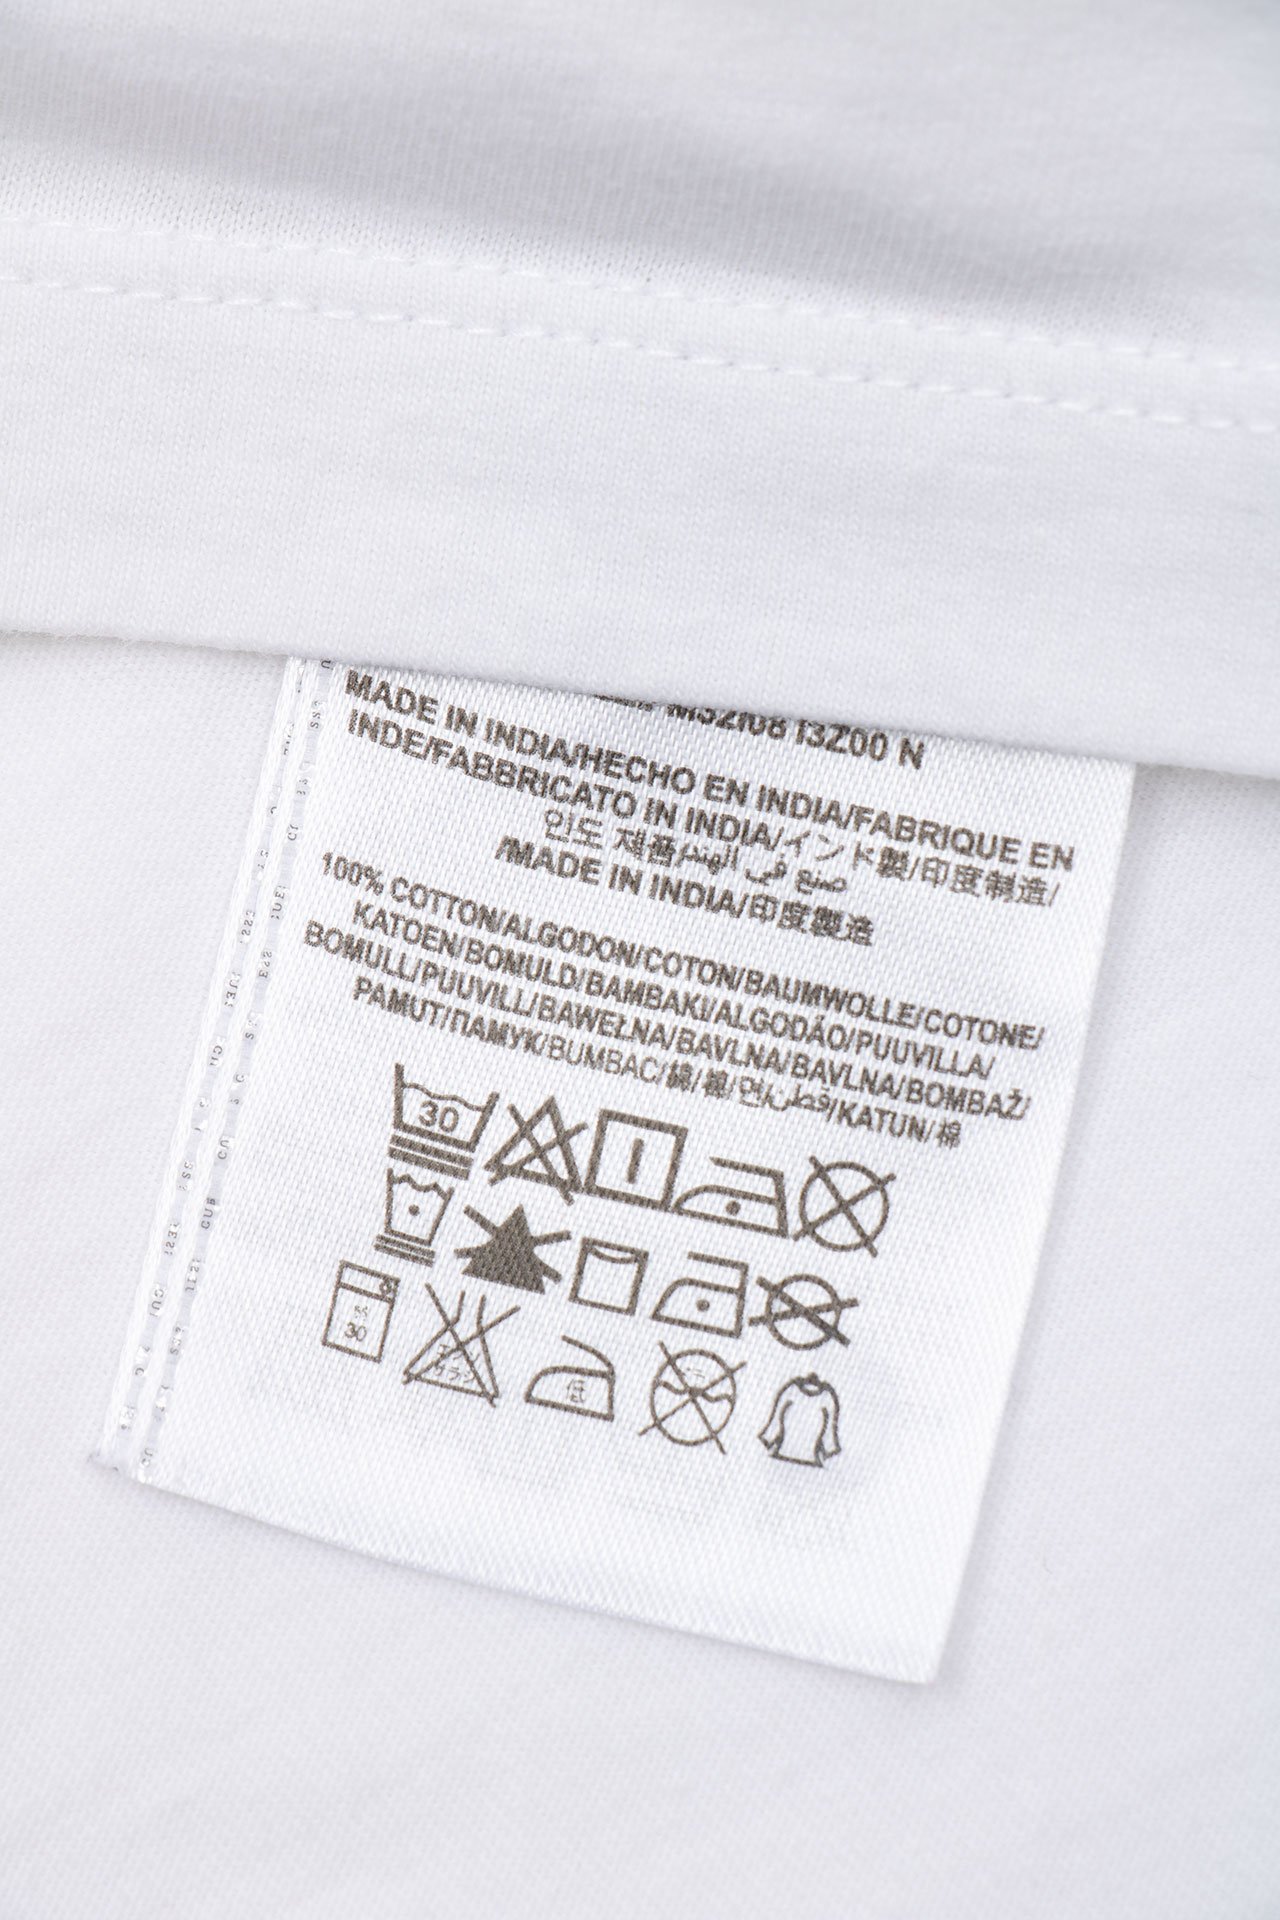 MADE IN INDIA/HECHO EN INDIA/FABRIQUE EN
INDE/FABBRICATO IN INDIA/インド製/印度制造/
인도 제품/صنع في الهند
/MADE IN INDIA/印度製造
100% COTTON/ALGODON/COTON/BAUMWOLLE/COTONE/
KATOEN/BOMULD/BAMBAKI/ALGODÃO/PUUVILLA/
BOMULL/PUUVILL/BAWEŁNA/BAVLNA/BAVLNA/BOMBAŽ/
PAMUT/ПАМУК/BUMBAC/綿/棉/면/قطن/KATUN/棉
30
30
低